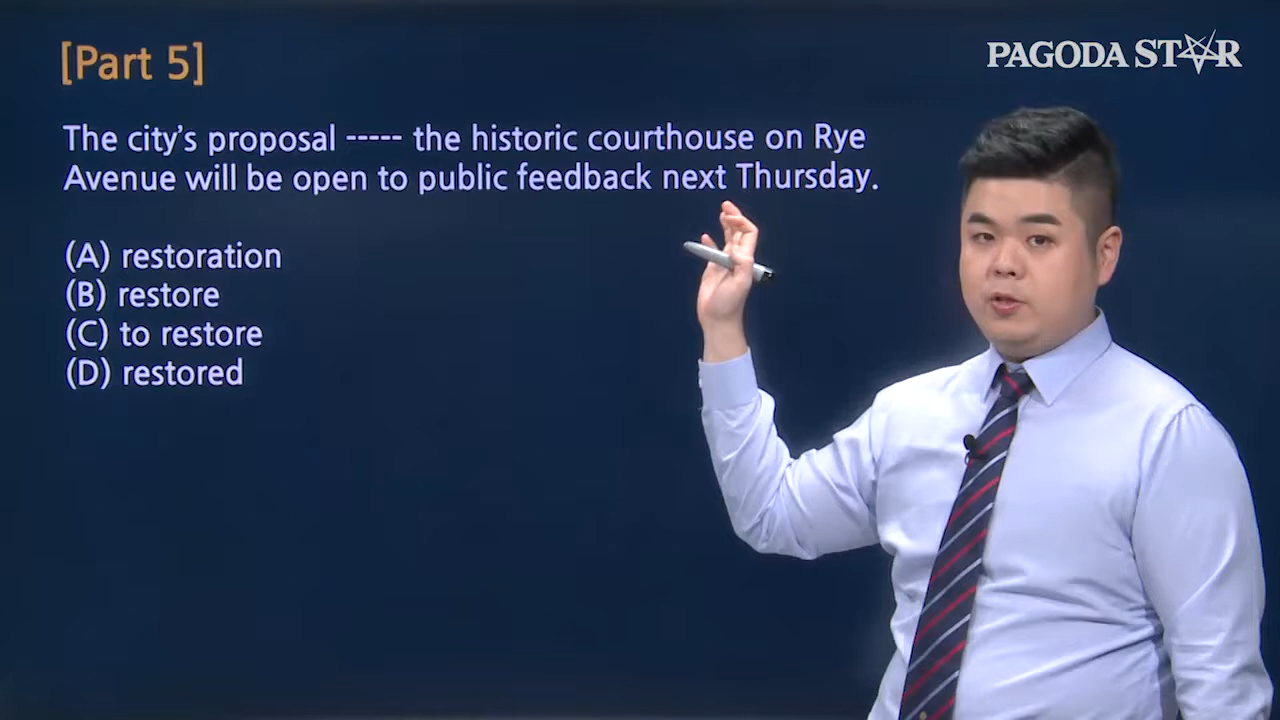 [Part 5]
PAGODA STAR
The city's proposal ----- the historic courthouse on Rye
Avenue will be open to public feedback next Thursday.
(A) restoration
(B) restore
(C) to restore
(D) restored